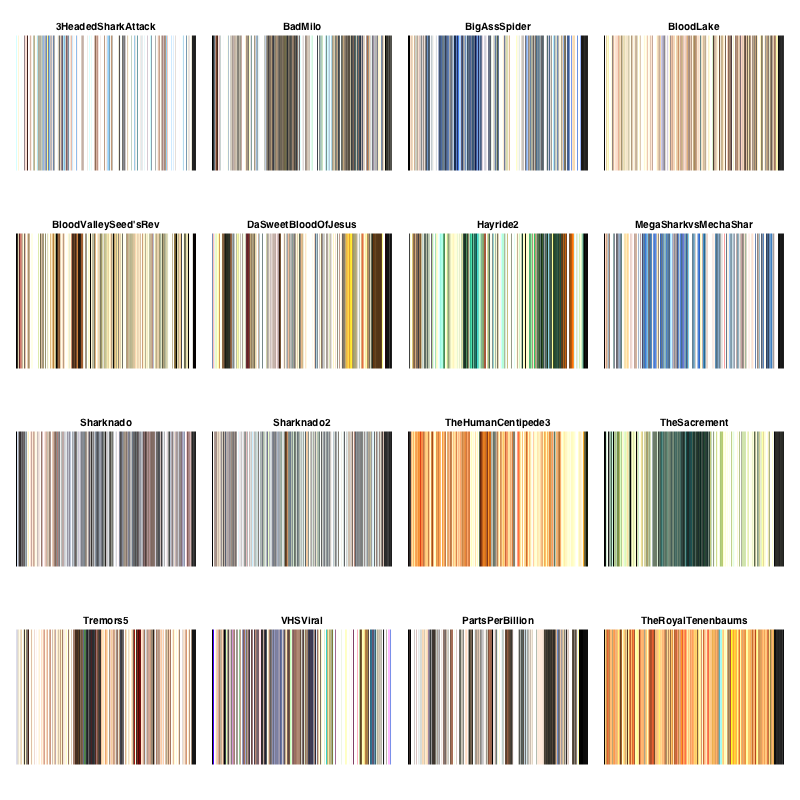 3HeadedSharkAttack
BadMilo
BigAssSpider
BloodLake
BloodValleySeed'sRev
DaSweetBloodOfJesus
Hayride2
MegaSharkvsMechaShar
Sharknado
Sharknado2
TheHumanCentipede3
TheSacrement
Tremors5
VHSViral
PartsPerBillion
TheRoyalTenenbaums